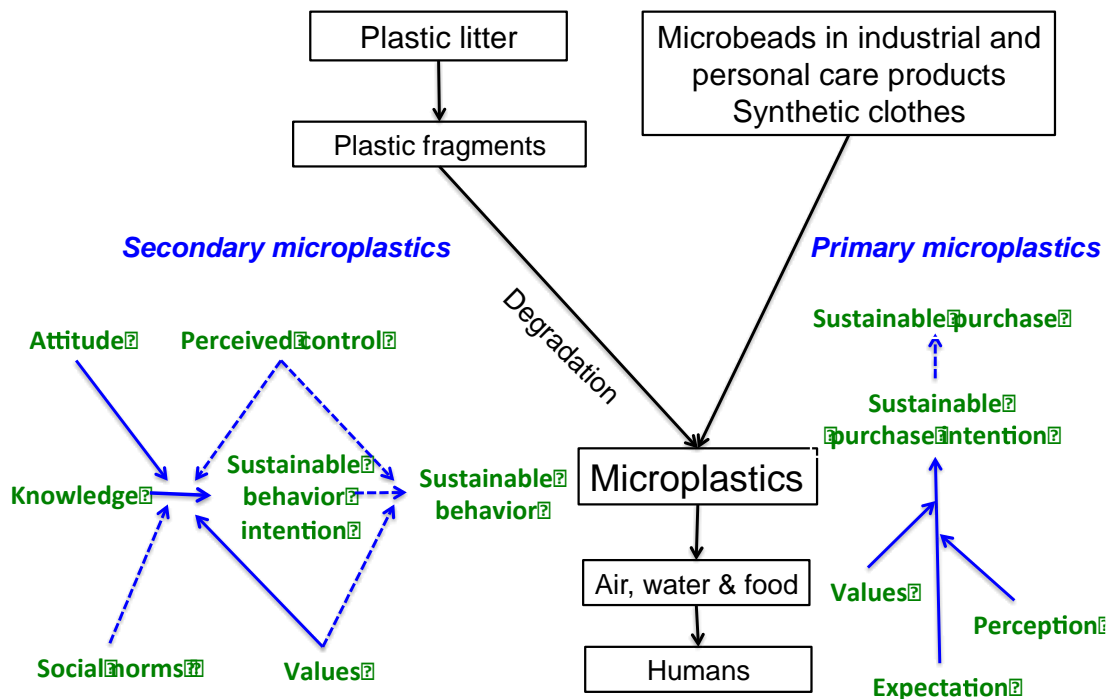 Plastic litter
Microbeads in industrial and
personal care products
Synthetic clothes
Plastic fragments
Secondary microplastics
Primary microplastics
Degradation
Attitude
Perceived control
Sustainable purchase
Sustainable
purchase intention
Knowledge
Sustainable
behavior
intention
Sustainable
behavior
Microplastics
Air, water & food
Values
Perception
Social norms
Values
Humans
Expectation